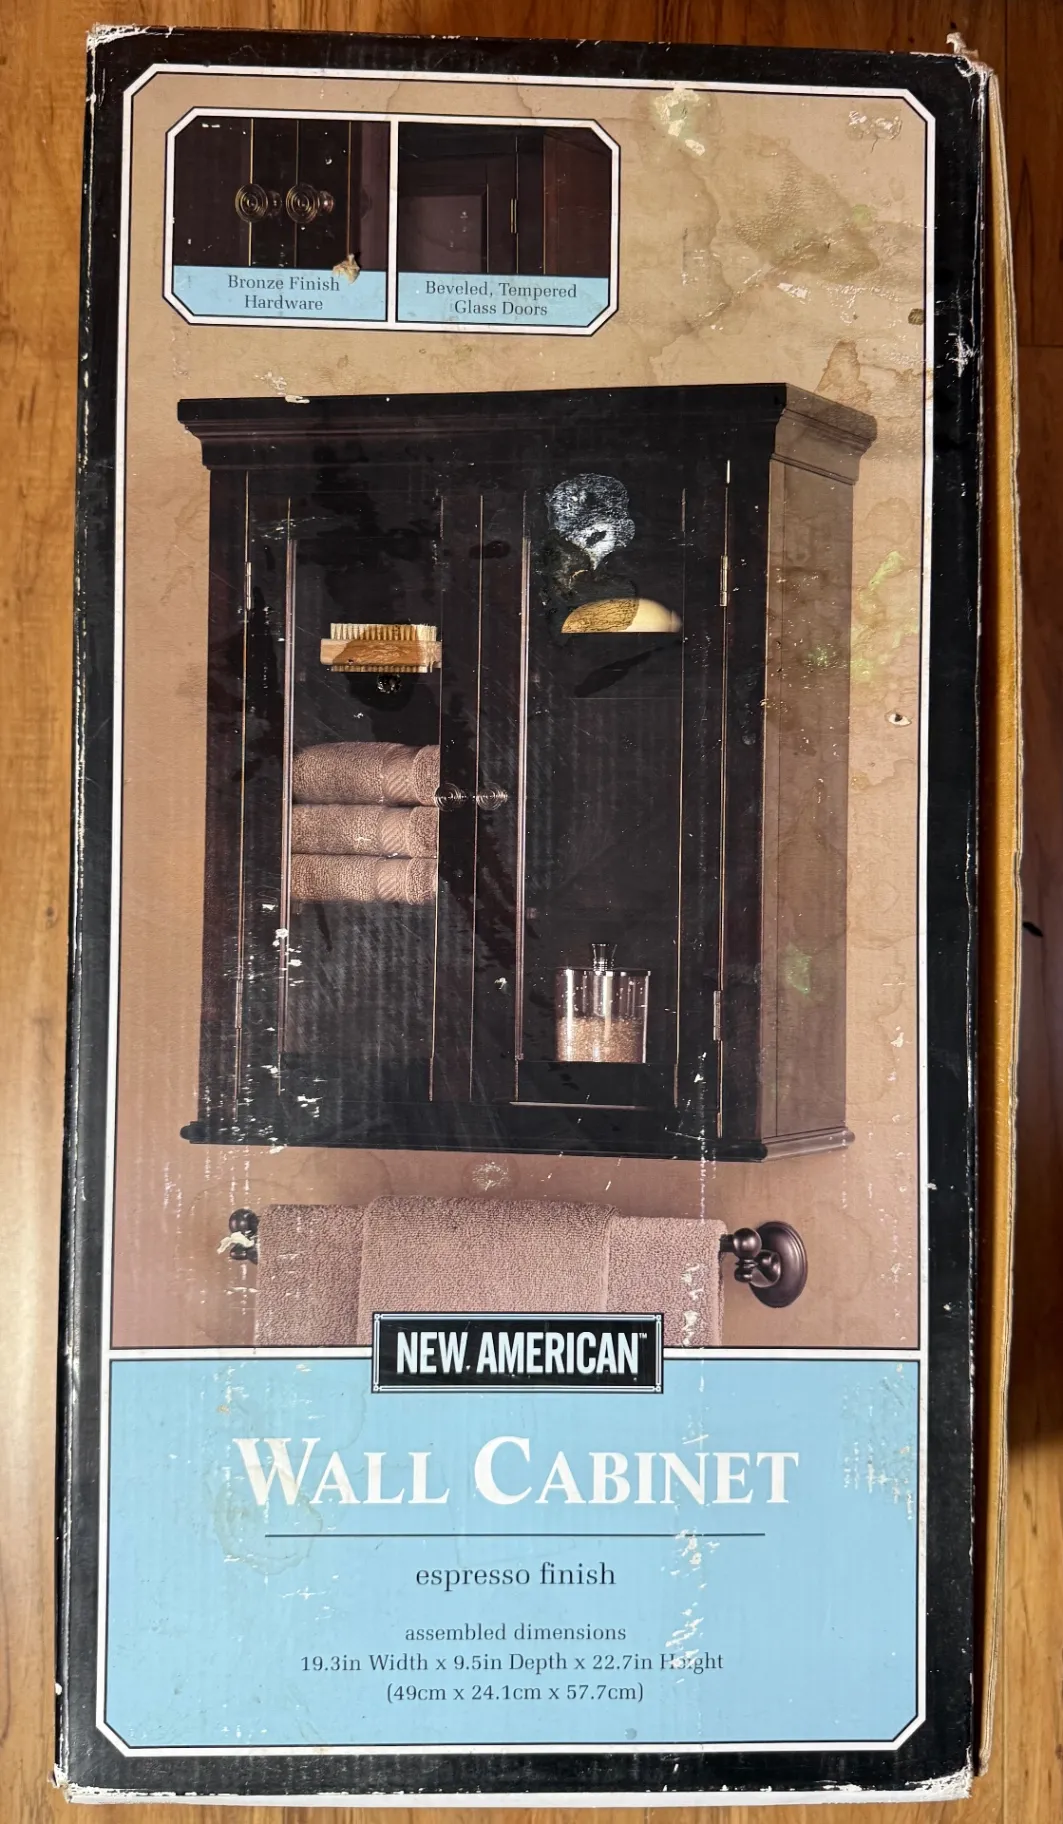 Bronze Finish
Hardware
Beveled, Tempered
Glass Doors
NEW AMERICAN™
WALL CABINET
espresso finish
assembled dimensions
19.3in Width x 9.5in Depth x 22.7in Height
(49cm x 24.1cm x 57.7cm)